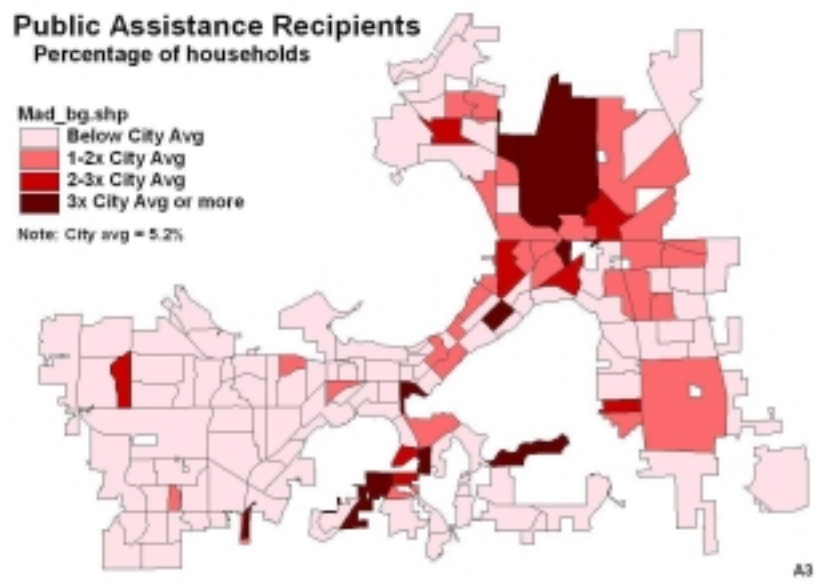 Public Assistance Recipients
Percentage of households
Mad_bg.shp
Below City Avg
1-2x City Avg
2-3x City Avg
3x City Avg or more
Note: City avg = 5.2%
A3